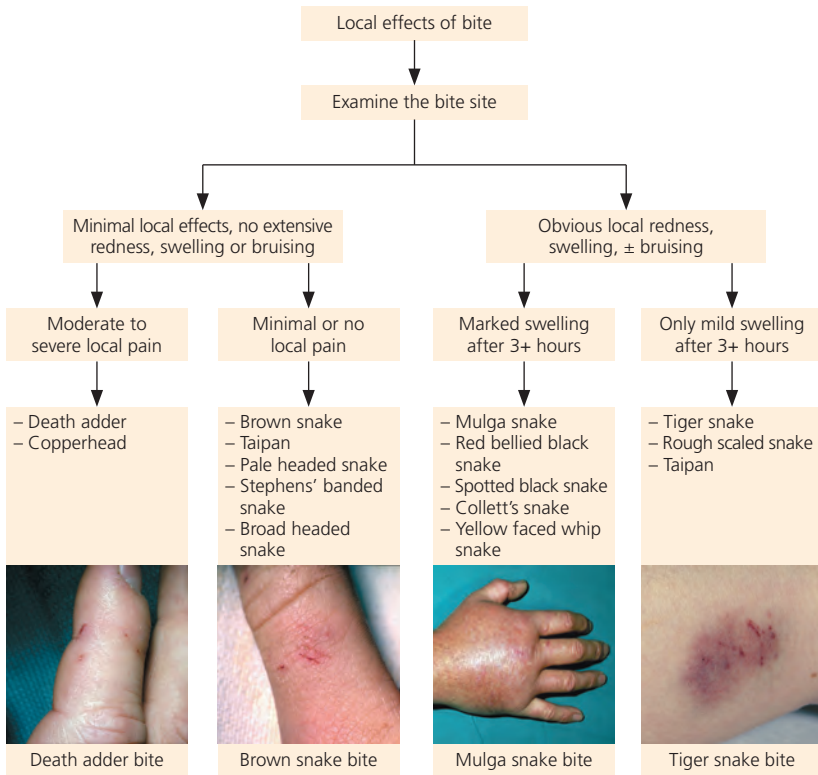 Local effects of bite
Examine the bite site
Minimal local effects, no extensive
redness, swelling or bruising
Obvious local redness,
swelling, ± bruising
Moderate to
severe local pain
Minimal or no
local pain
Marked swelling
after 3+ hours
Only mild swelling
after 3+ hours
– Death adder
– Copperhead
– Brown snake
– Taipan
– Pale headed snake
– Stephens’ banded
snake
– Broad headed
snake
– Mulga snake
– Red bellied black
snake
– Spotted black snake
– Collett’s snake
– Yellow faced whip
snake
– Tiger snake
– Rough scaled snake
– Taipan
Death adder bite
Brown snake bite
Mulga snake bite
Tiger snake bite